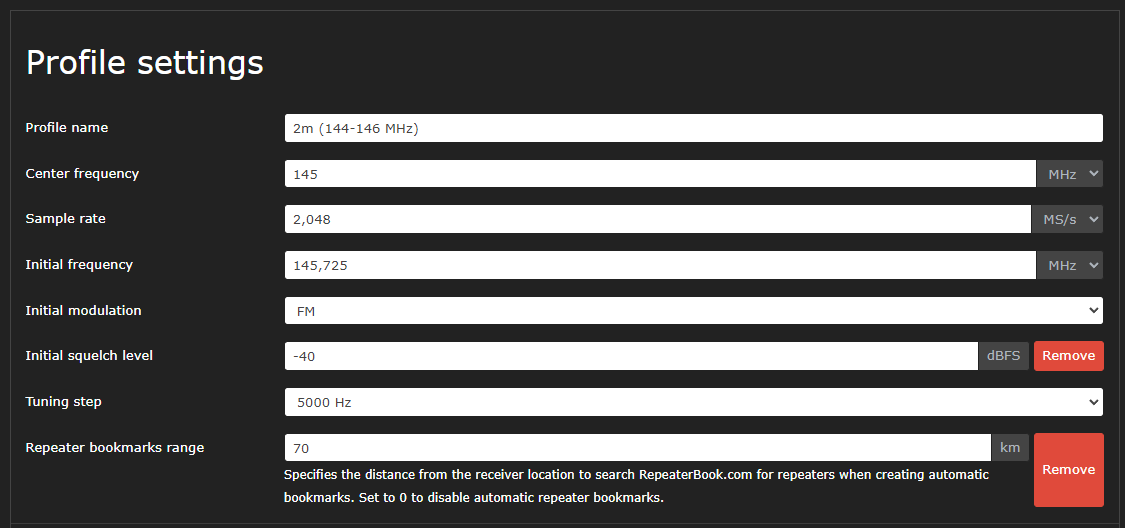 Profile settings
Profile name 2m (144-146 MHz)
Center frequency 145 MHz
Sample rate 2,048 MS/s
Initial frequency 145,725 MHz
Initial modulation FM
Initial squelch level -40 dBFS Remove
Tuning step 5000 Hz
Repeater bookmarks range 70 km
Specifies the distance from the receiver location to search RepeaterBook.com for repeaters when creating automatic
bookmarks. Set to 0 to disable automatic repeater bookmarks.
Remove